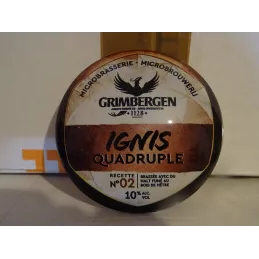 MICROBRASSERIE • MICROBROUWERIJ
GRIMBERGEN
1128
IGNIS
QUADRUPLE
RECETTE
N°02
BRASSÉE AVEC DU
MALT FUMÉ AU
BOIS DE HÊTRE
10% ALC.
VOL